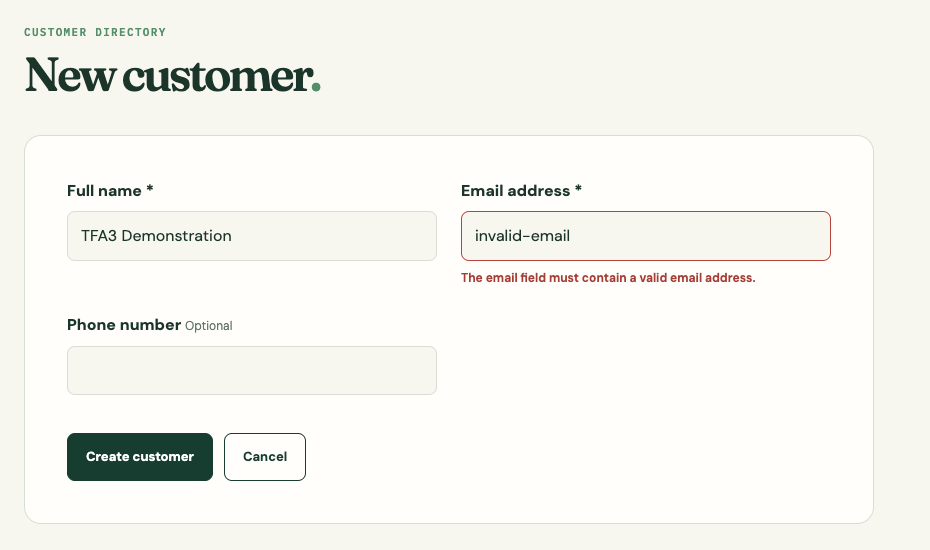 CUSTOMER DIRECTORY
New customer.
Full name *
Email address *
TFA3 Demonstration
invalid-email
The email field must contain a valid email address.
Phone number Optional
Create customer
Cancel